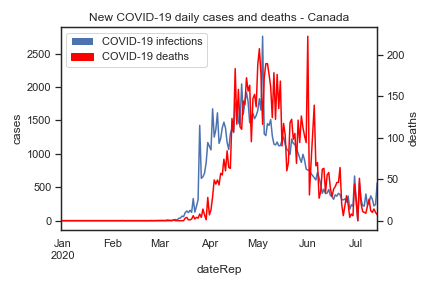 New COVID-19 daily cases and deaths - Canada
COVID-19 infections
COVID-19 deaths
cases
2500
2000
1500
1000
500
0
deaths
200
150
100
50
0
Jan Feb Mar Apr May Jun Jul
2020
dateRep